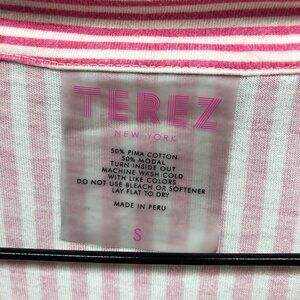 TEREZ
NEW YORK
50% PIMA COTTON
50% MODAL
TURN INSIDE OUT
MACHINE WASH COLD
WITH LIKE COLORS
DO NOT USE BLEACH OR SOFTENER
LAY FLAT TO DRY
MADE IN PERU
S